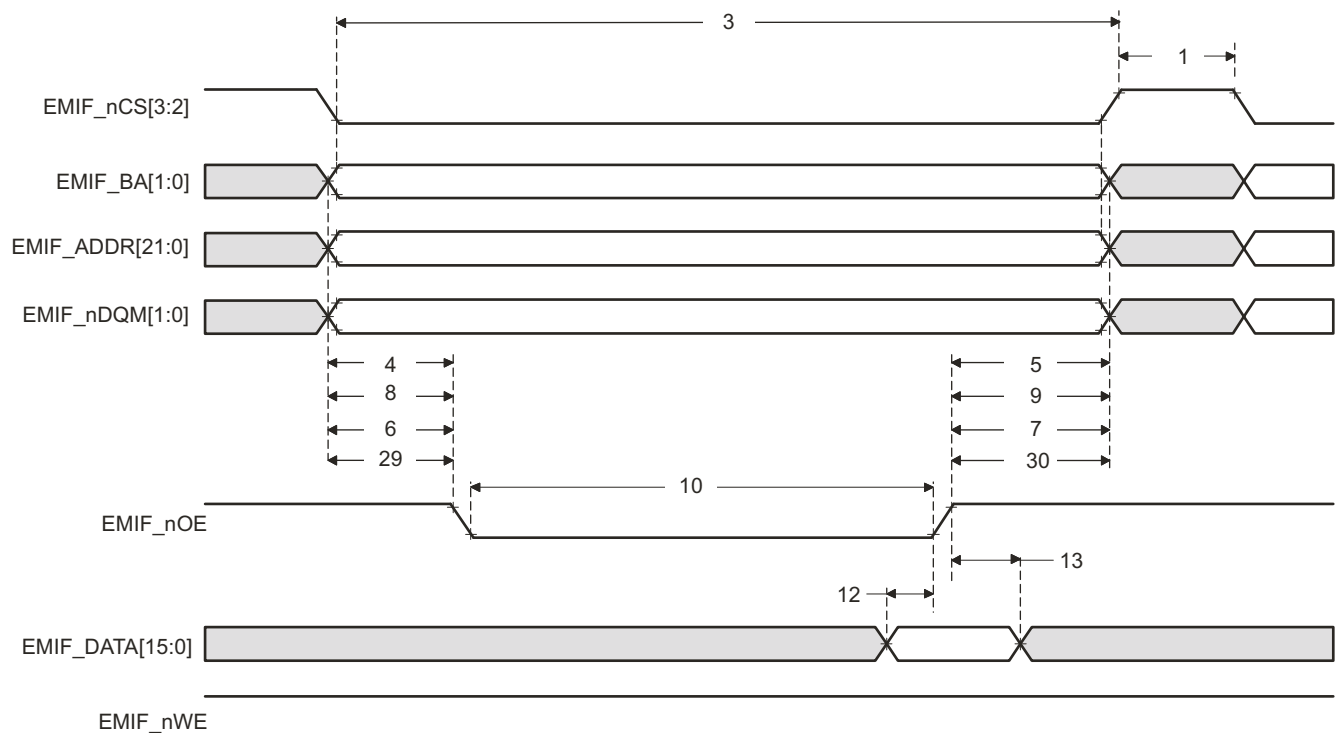 3
1
EMIF_nCS[3:2]
EMIF_BA[1:0]
EMIF_ADDR[21:0]
EMIF_nDQM[1:0]
4 5
8 9
6 7
29 30
10
EMIF_nOE
13
12
EMIF_DATA[15:0]
EMIF_nWE